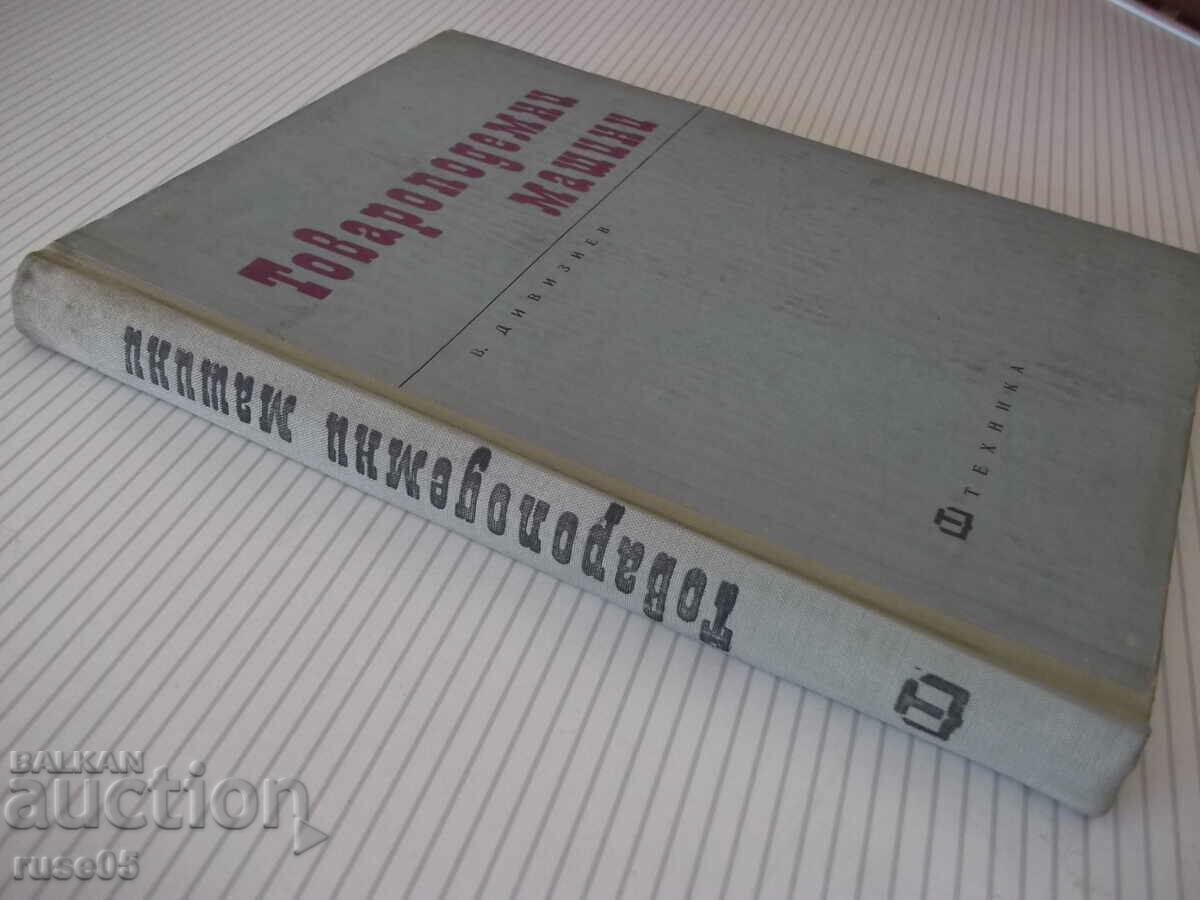 Товароподемни
машини
В. ДИВИЗИЕВ
ТЕХНИКА
Товароподемни машини
Т
BALKAN
auction
ruse05